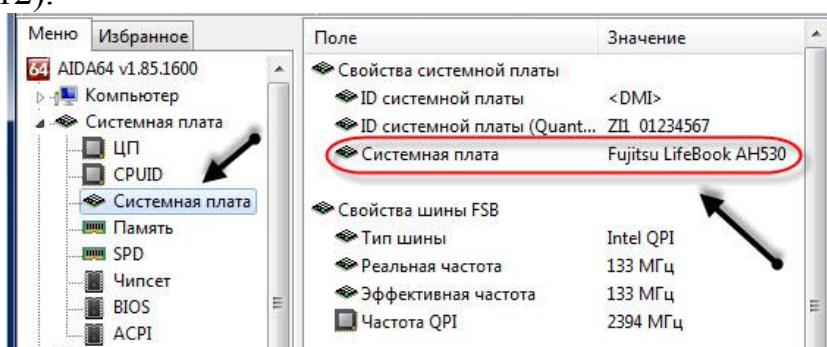 12).
Меню Избранное
AIDA64 v1.85.1600
Компьютер
Системная плата
ЦП
CPUID
Системная плата
Память
SPD
Чипсет
BIOS
ACPI
Поле Значение
Свойства системной платы
ID системной платы <DMI>
ID системной платы (Quant... ZI1 01234567
Системная плата Fujitsu LifeBook AH530
Свойства шины FSB
Тип шины Intel QPI
Реальная частота 133 МГц
Эффективная частота 133 МГц
Частота QPI 2394 МГц